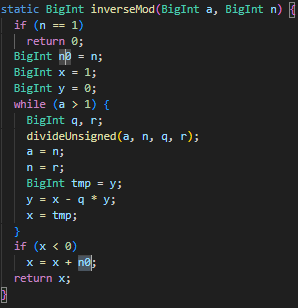 static BigInt inverseMod(BigInt a, BigInt n) {
if (n == 1)
return 0;
BigInt n0 = n;
BigInt x = 1;
BigInt y = 0;
while (a > 1) {
BigInt q, r;
divideUnsigned(a, n, q, r);
a = n;
n = r;
BigInt tmp = y;
y = x - q * y;
x = tmp;
}
if (x < 0)
x = x + n0;
return x;
}